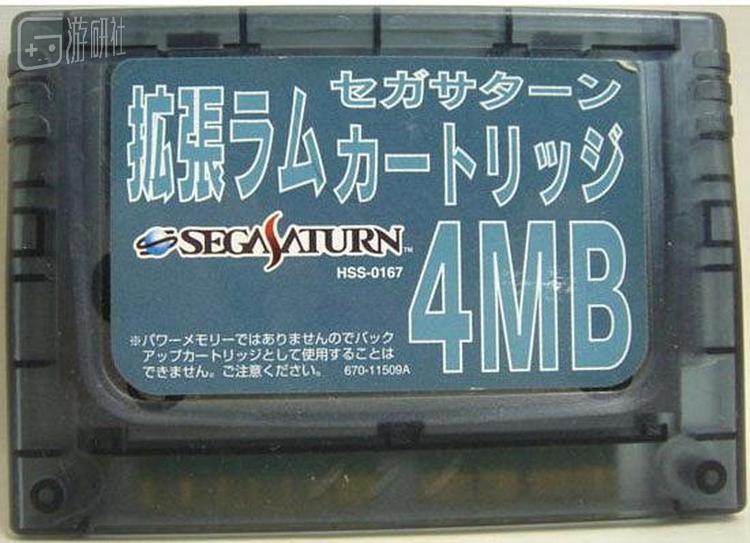 游研社
セガサターン
拡張ラムカートリッジ
SEGA SATURN™
HSS-0167
4MB
※パワーメモリーではありませんのでバック
アップカートリッジとして使用することは
できません。ご注意ください。 670-11509A